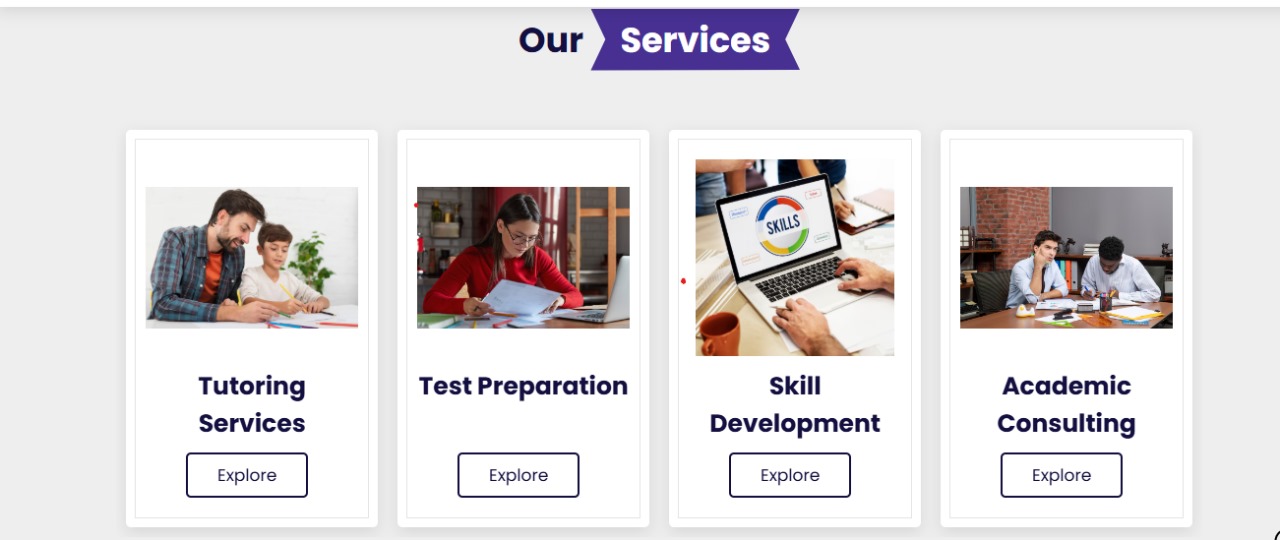 Our Services
SKILLS
Tutoring
Services
Test Preparation
Skill
Development
Academic
Consulting
Explore
Explore
Explore
Explore